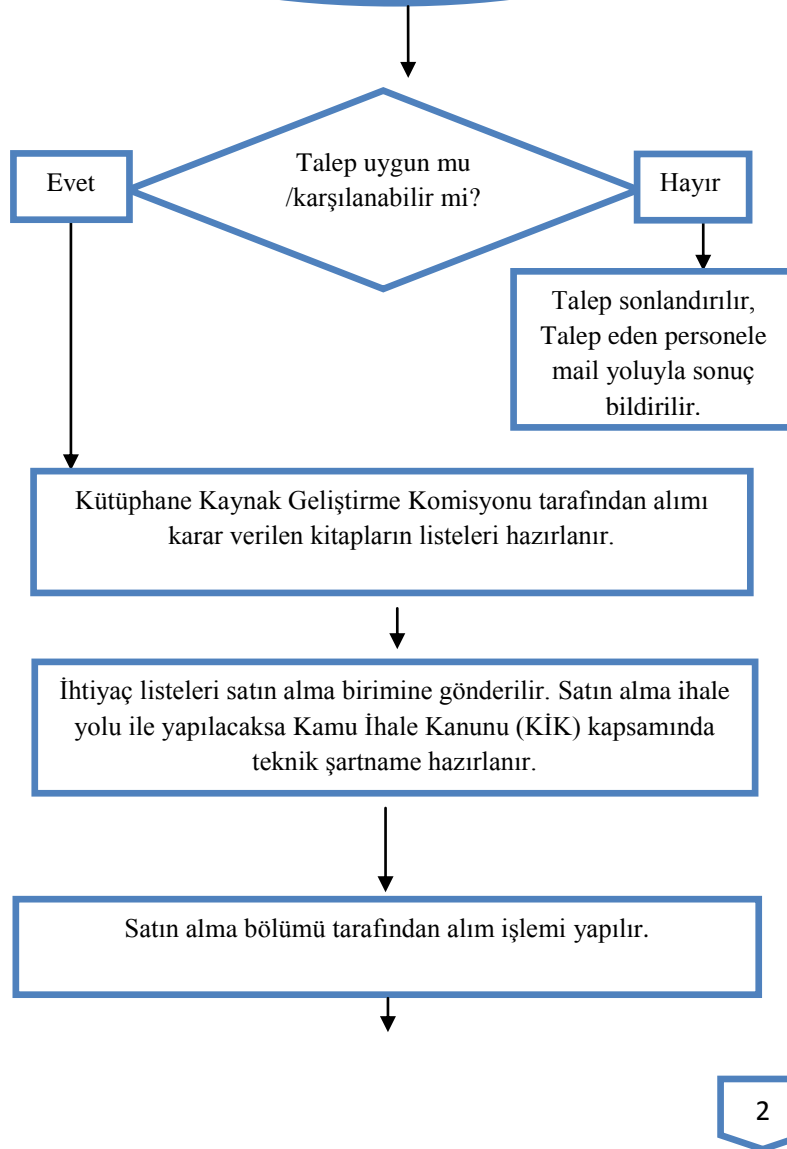 Talep uygun mu
/karşılanabilir mi?
Evet
Hayır
Talep sonlandırılır,
Talep eden personele
mail yoluyla sonuç
bildirilir.
Kütüphane Kaynak Geliştirme Komisyonu tarafından alımı
karar verilen kitapların listeleri hazırlanır.
İhtiyaç listeleri satın alma birimine gönderilir. Satın alma ihale
yolu ile yapılacaksa Kamu İhale Kanunu (KİK) kapsamında
teknik şartname hazırlanır.
Satın alma bölümü tarafından alım işlemi yapılır.
2